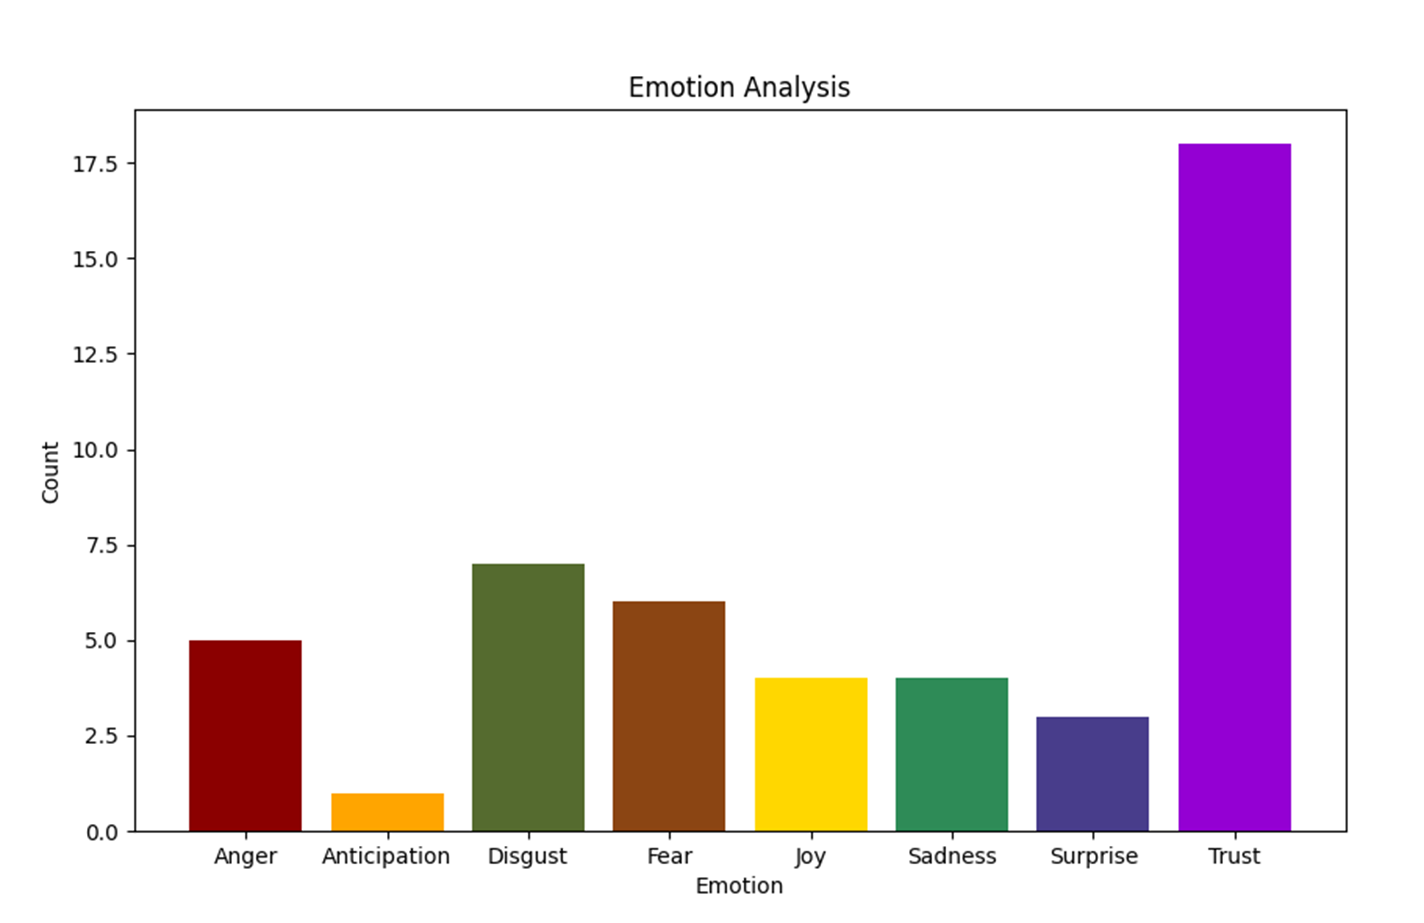 Emotion Analysis
17.5
15.0
12.5
10.0
7.5
5.0
2.5
0.0
Count
Anger Anticipation Disgust Fear Joy Sadness Surprise Trust
Emotion